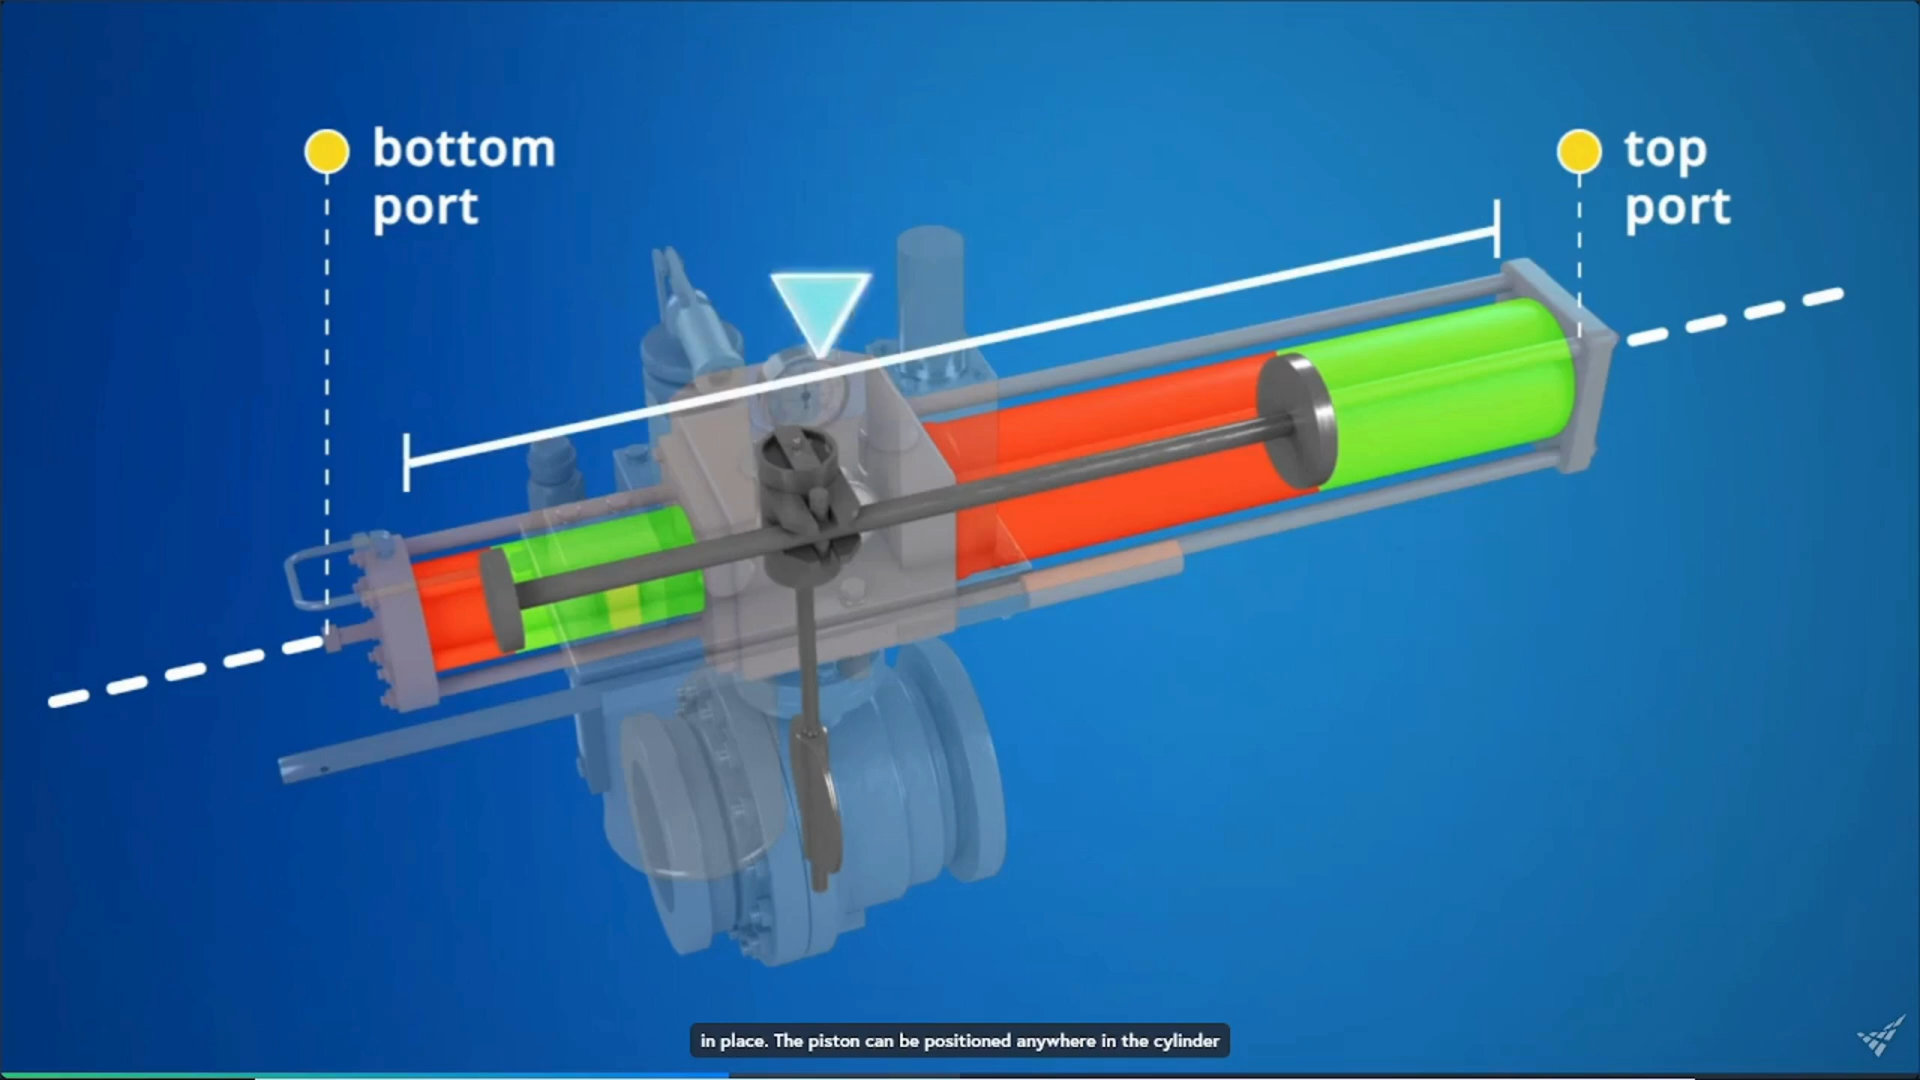 bottom
port
top
port
in place. The piston can be positioned anywhere in the cylinder